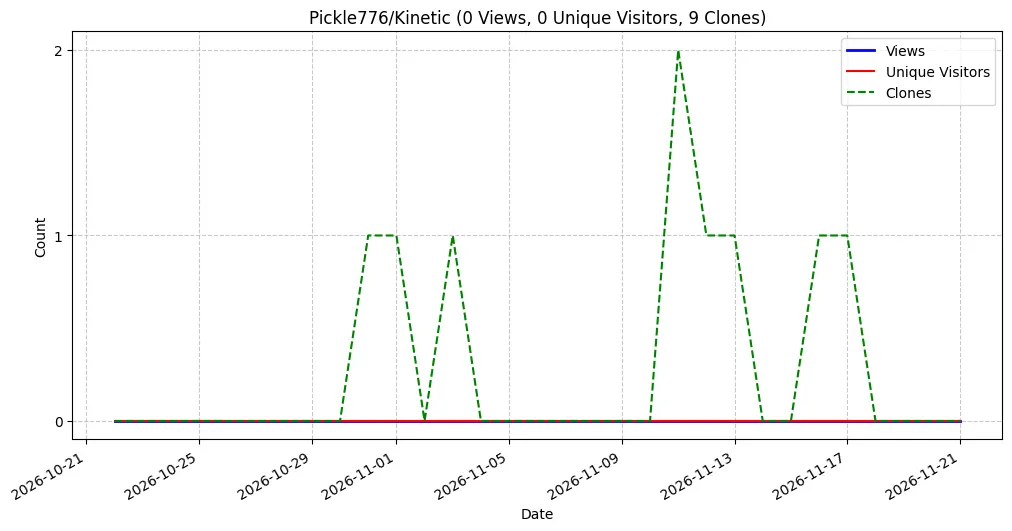 Pickle776/Kinetic (0 Views, 0 Unique Visitors, 9 Clones)
Views
Unique Visitors
Clones
Count
2
1
0
2026-10-21
2026-10-25
2026-10-29
2026-11-01
2026-11-05
2026-11-09
2026-11-13
2026-11-17
2026-11-21
Date